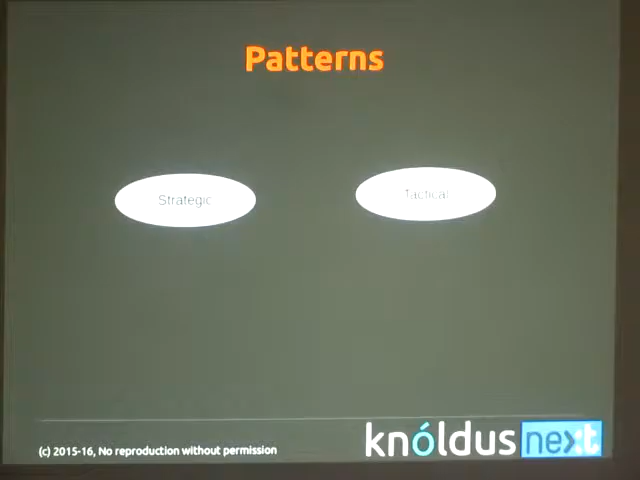 Patterns
Strategic
Tactical
(c) 2015-16, No reproduction without permission
knóldus next